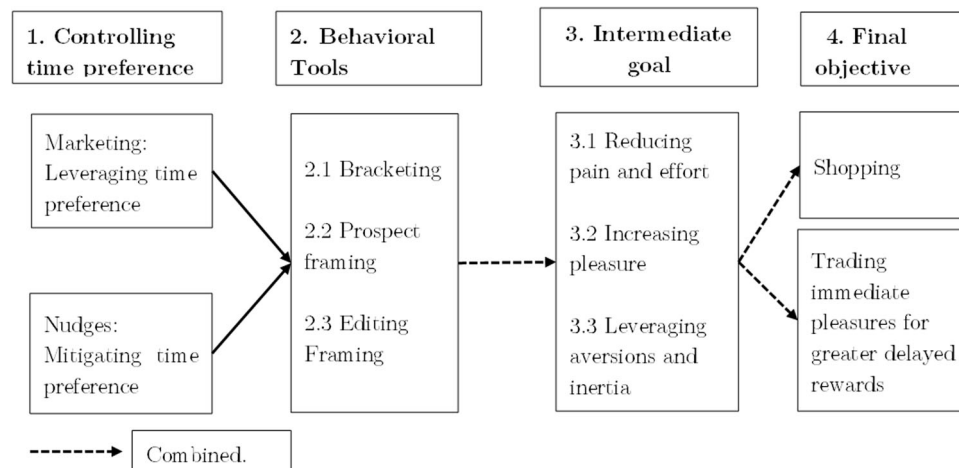 1. Controlling
time preference
2. Behavioral
Tools
3. Intermediate
goal
4. Final
objective
Marketing:
Leveraging time
preference
Nudges:
Mitigating time
preference
2.1 Bracketing
2.2 Prospect
framing
2.3 Editing
Framing
3.1 Reducing
pain and effort
3.2 Increasing
pleasure
3.3 Leveraging
aversions and
inertia
Shopping
Trading
immediate
pleasures for
greater delayed
rewards
Combined.